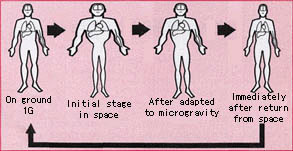 On ground
1G
Initial stage
in space
After adapted
to microgravity
Immediately
after return
from space